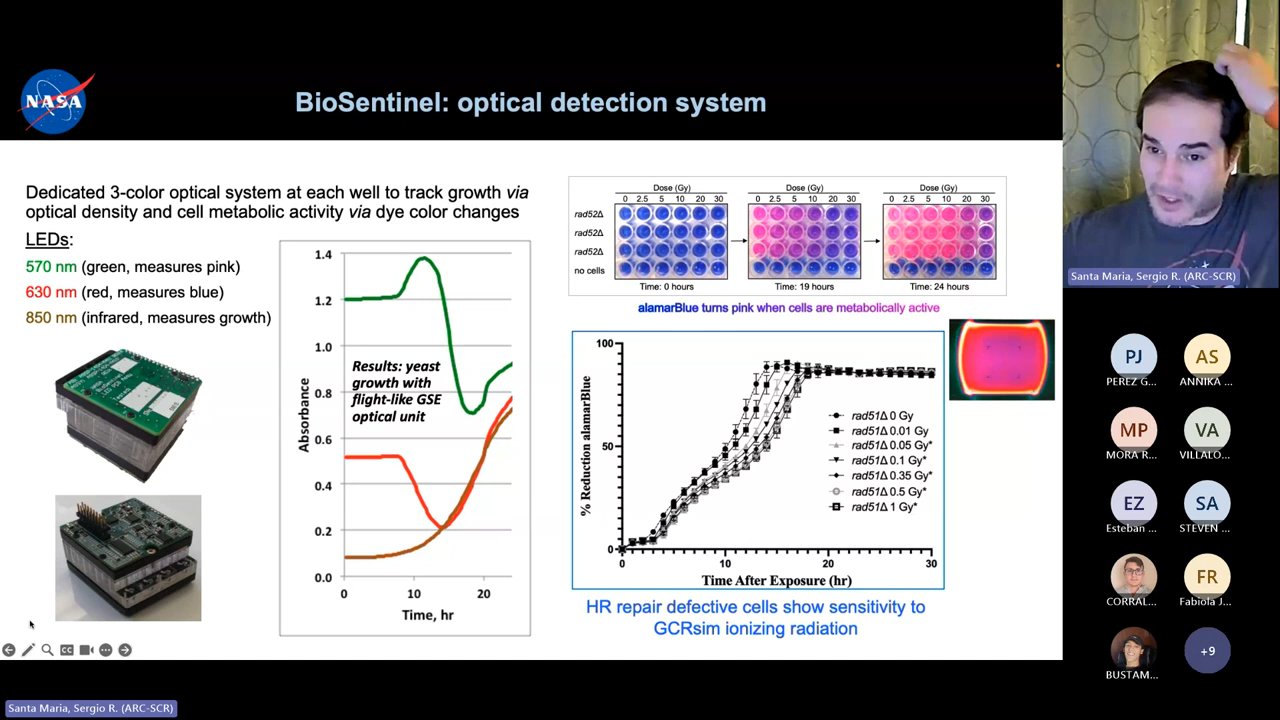 NASA
BioSentinel: optical detection system
Dedicated 3-color optical system at each well to track growth via
optical density and cell metabolic activity via dye color changes
LEDs:
570 nm (green, measures pink)
630 nm (red, measures blue)
850 nm (infrared, measures growth)
1.4
1.2
1.0
0.8
0.6
0.4
0.2
0.0
Absorbance
Results: yeast
growth with
flight-like GSE
optical unit
0 10 20
Time, hr
Dose (Gy) Dose (Gy) Dose (Gy)
0 2.5 5 10 20 30 0 2.5 5 10 20 30 0 2.5 5 10 20 30
rad52Δ
rad52Δ
rad52Δ
no cells
Time: 0 hours Time: 19 hours Time: 24 hours
alamarBlue turns pink when cells are metabolically active
100
50
0
% Reduction alamarBlue
rad51Δ 0 Gy
rad51Δ 0.01 Gy
rad51Δ 0.05 Gy*
rad51Δ 0.1 Gy*
rad51Δ 0.35 Gy*
rad51Δ 0.5 Gy*
rad51Δ 1 Gy*
0 10 20 30
Time After Exposure (hr)
HR repair defective cells show sensitivity to
GCRsim ionizing radiation
CC
Santa Maria, Sergio R. (ARC-SCR)
Santa Maria, Sergio R. (ARC-SCR)
PJ AS
PEREZ G... ANNIKA ...
MP VA
MORA R... VILLALO...
EZ SA
Esteban ... STEVEN ...
FR
CORRAL... Fabiola J...
+9
BUSTAM...